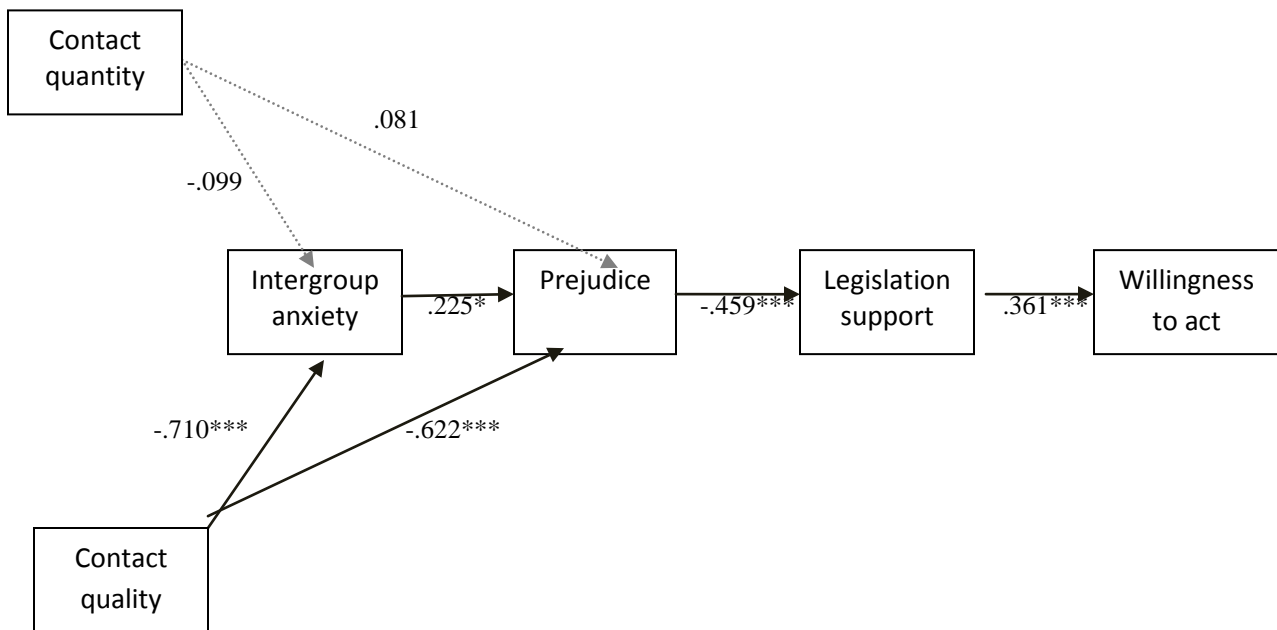 Contact
quantity
.081
-.099
Intergroup
anxiety
.225*
Prejudice
-.459***
Legislation
support
.361***
Willingness
to act
-.710***
-.622***
Contact
quality